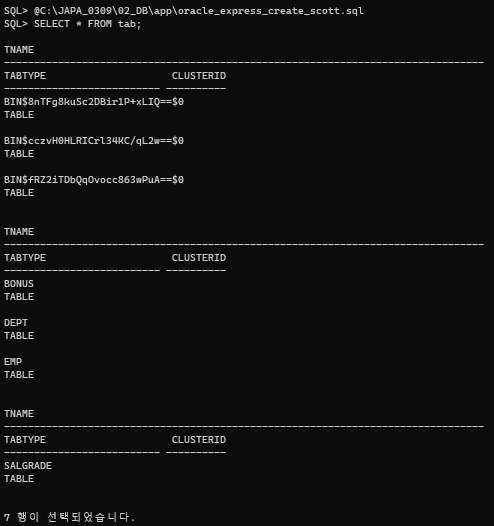 SQL> @C:\JAPA_0309\02_DB\app\oracle_express_create_scott.sql
SQL> SELECT * FROM tab;
TNAME
--------------------------------------------------------------------------------
TABTYPE                    CLUSTERID
-------------------------- ----------
BIN$8nTFg8kuSc2DBir1P+xLIQ==$0
TABLE
BIN$cczvH0HLRICrl34KC/qL2w==$0
TABLE
BIN$fRZ2iTDbQqOvocc863wPuA==$0
TABLE
TNAME
--------------------------------------------------------------------------------
TABTYPE                    CLUSTERID
-------------------------- ----------
BONUS
TABLE
DEPT
TABLE
EMP
TABLE
TNAME
--------------------------------------------------------------------------------
TABTYPE                    CLUSTERID
-------------------------- ----------
SALGRADE
TABLE
7 행이 선택되었습니다.